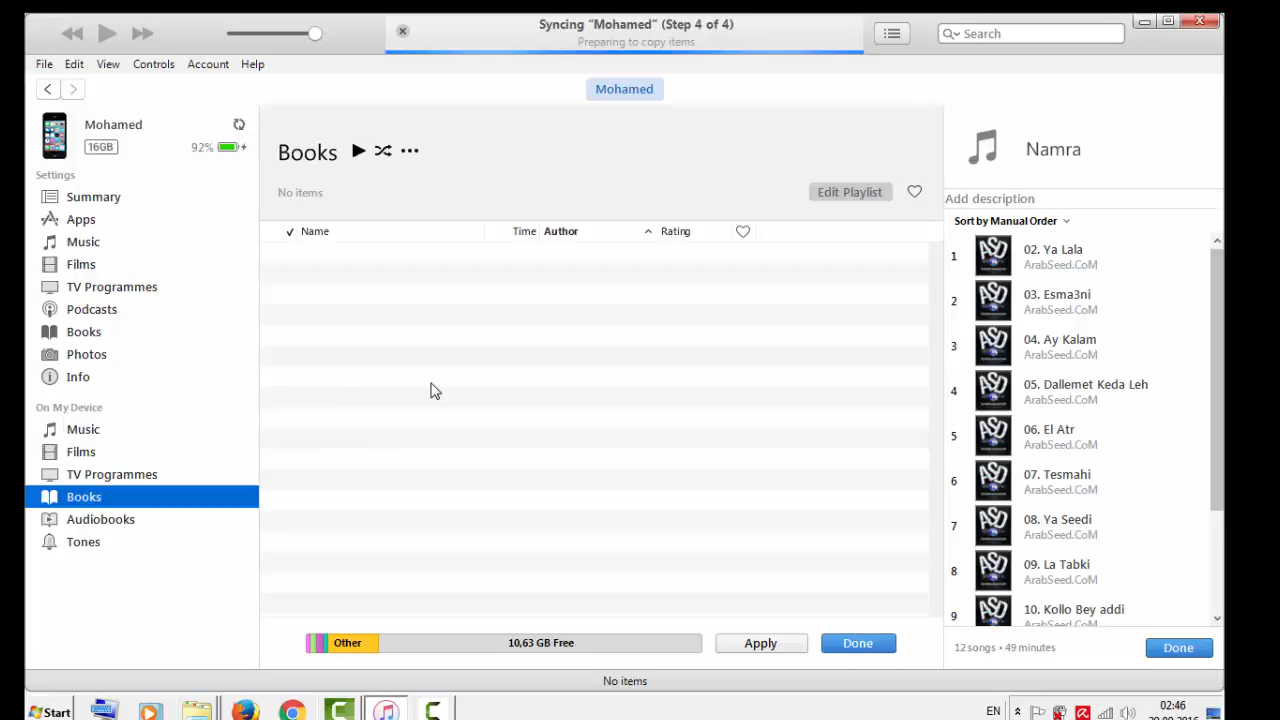 Syncing “Mohamed” (Step 4 of 4)
Preparing to copy items
Search
File Edit View Controls Account Help
Mohamed
Mohamed
16GB 92%
Settings
Summary
Apps
Music
Films
TV Programmes
Podcasts
Books
Photos
Info
On My Device
Music
Films
TV Programmes
Books
Audiobooks
Tones
Books
No items
Edit Playlist
Name Time Author Rating
Other 10,63 GB Free Apply Done
No items
Namra
Add description
Sort by Manual Order
1 02. Ya Lala
ArabSeed.CoM
2 03. Esma3ni
ArabSeed.CoM
3 04. Ay Kalam
ArabSeed.CoM
4 05. Dallemet Keda Leh
ArabSeed.CoM
5 06. El Atr
ArabSeed.CoM
6 07. Tesmahi
ArabSeed.CoM
7 08. Ya Seedi
ArabSeed.CoM
8 09. La Tabki
ArabSeed.CoM
9 10. Kollo Bey addi
ArabSeed.CoM
12 songs • 49 minutes Done
Start EN 02:46